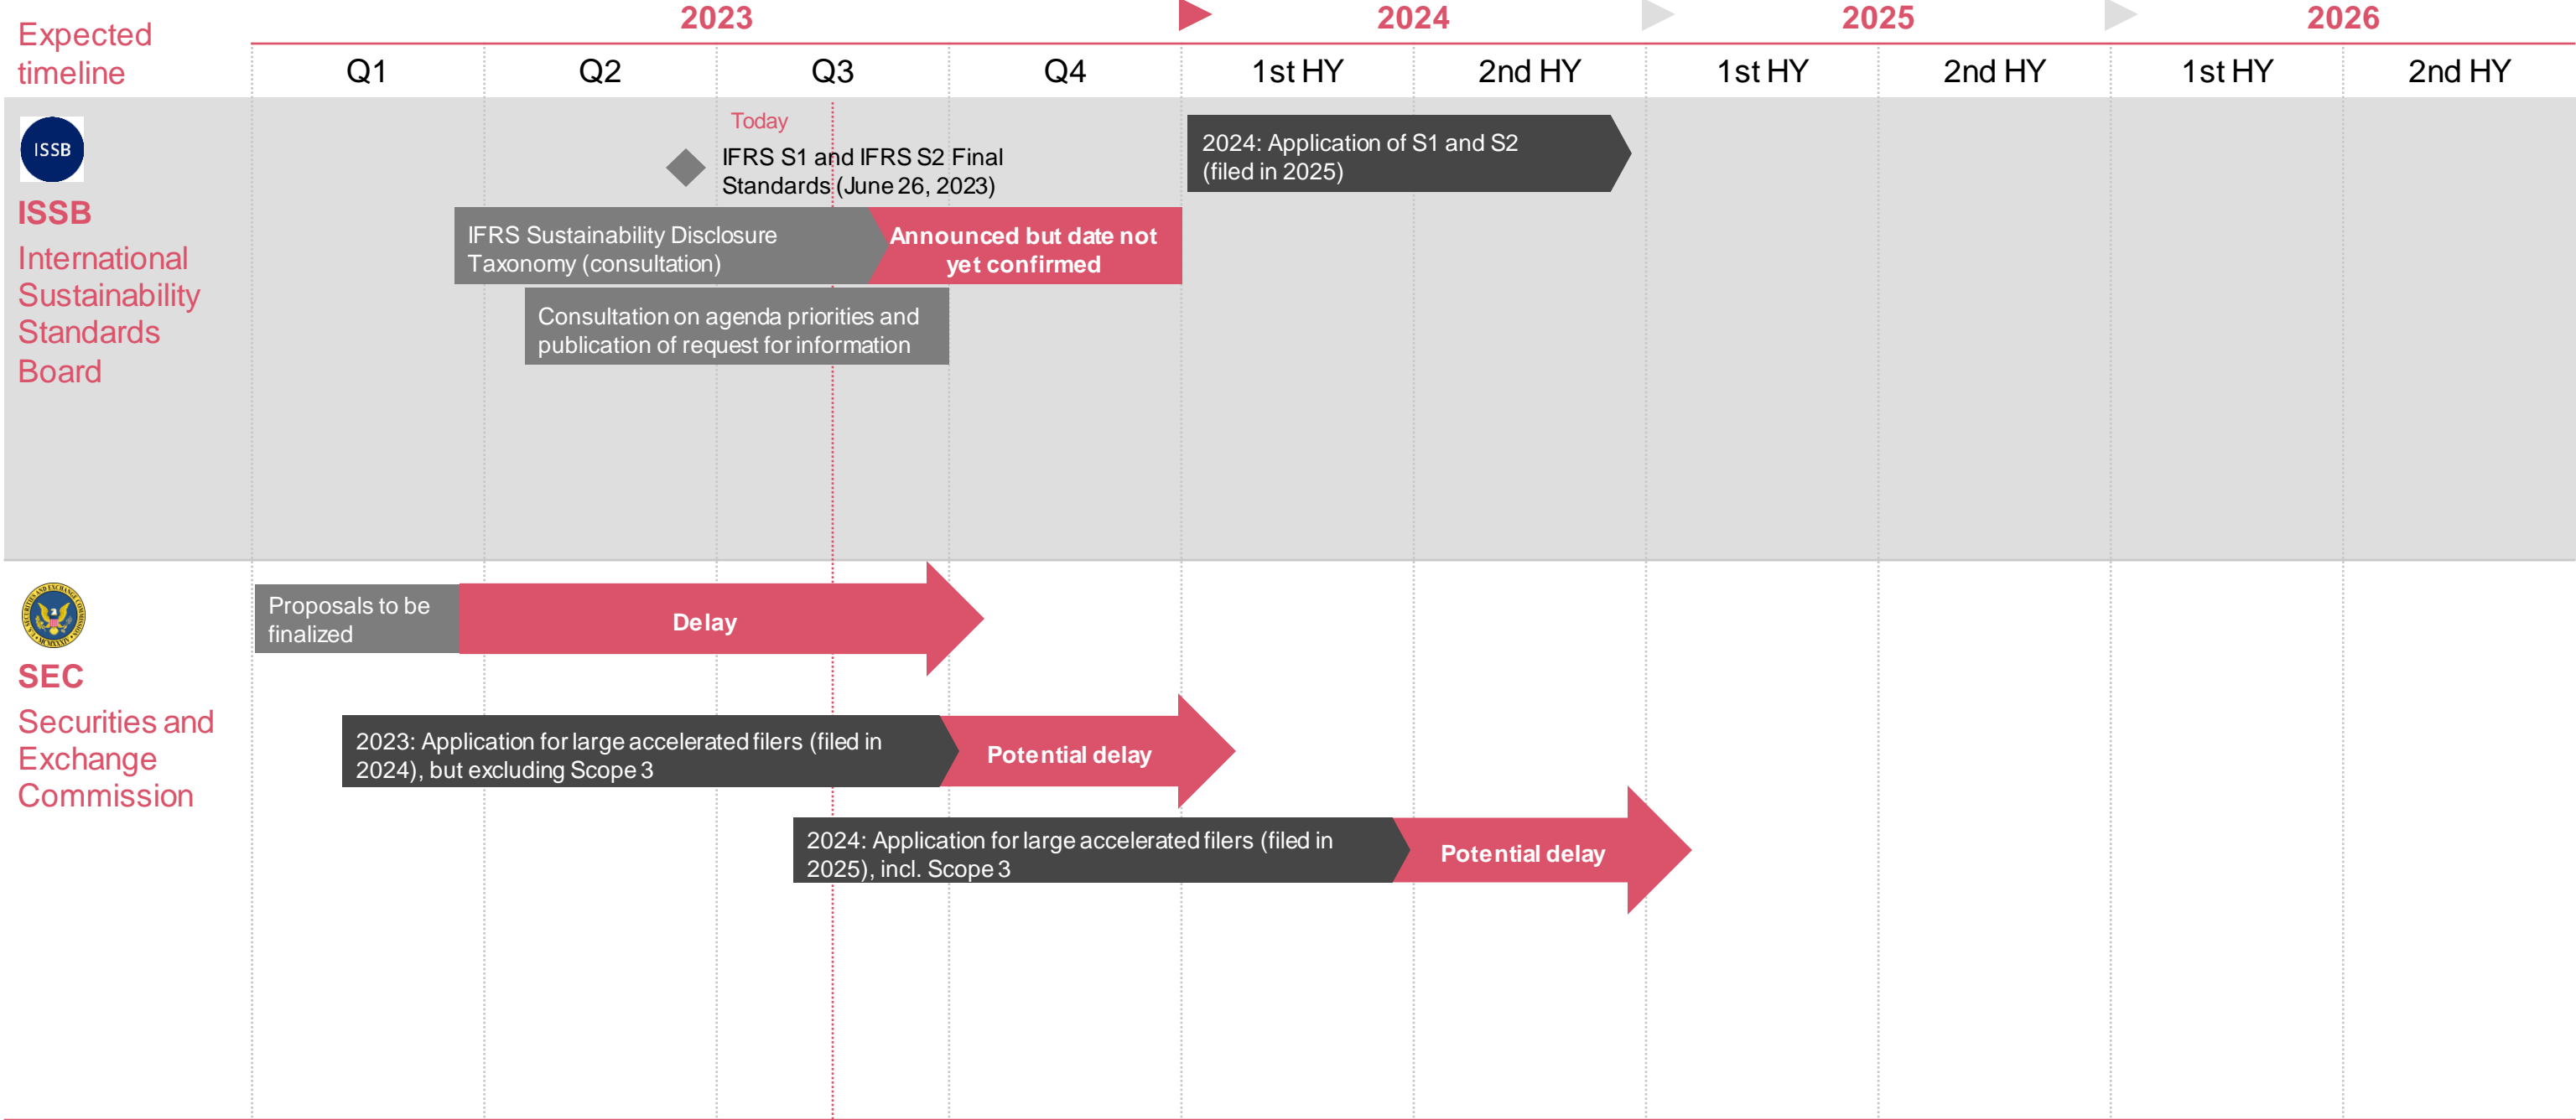 Expected
timeline
2023
2024
2025
2026
Q1
Q2
Q3
Q4
1st HY
2nd HY
1st HY
2nd HY
1st HY
2nd HY
ISSB
ISSB
International
Sustainability
Standards
Board
Today
IFRS S1 and IFRS S2 Final
Standards (June 26, 2023)
2024: Application of S1 and S2
(filed in 2025)
IFRS Sustainability Disclosure
Taxonomy (consultation)
Announced but date not
yet confirmed
Consultation on agenda priorities and
publication of request for information
SEC
Securities and
Exchange
Commission
Proposals to be
finalized
Delay
2023: Application for large accelerated filers (filed in
2024), but excluding Scope 3
Potential delay
2024: Application for large accelerated filers (filed in
2025), incl. Scope 3
Potential delay